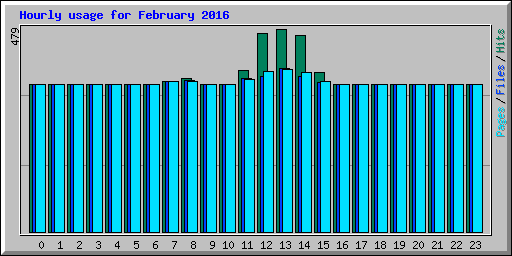 Hourly usage for February 2016
479
Pages/Files/Hits
0 1 2 3 4 5 6 7 8 9 10 11 12 13 14 15 16 17 18 19 20 21 22 23